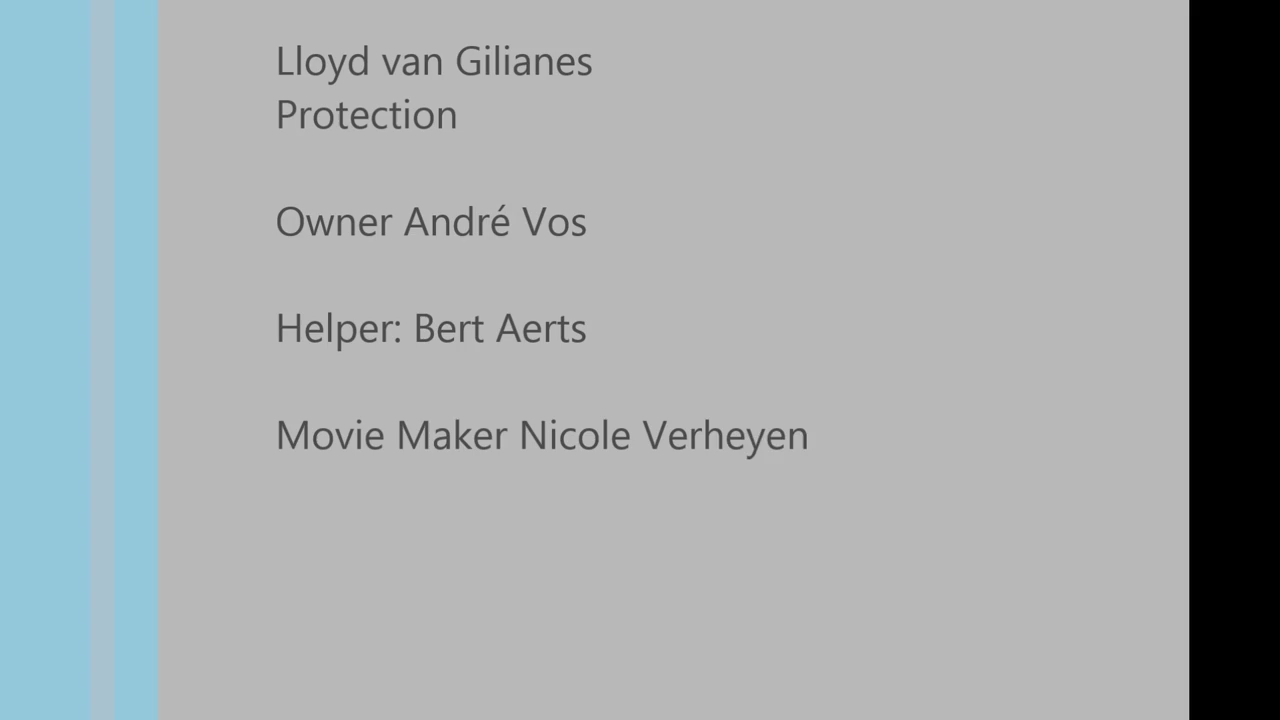 Lloyd van Gilianes
Protection
Owner André Vos
Helper: Bert Aerts
Movie Maker Nicole Verheyen